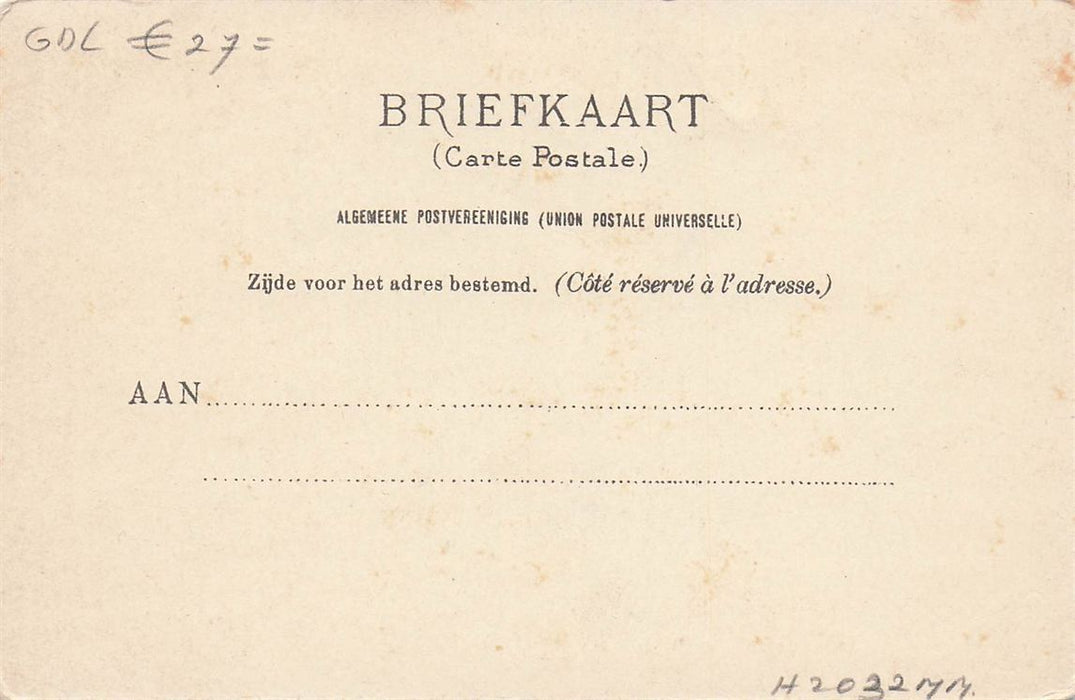 GDL € 27=
BRIEFKAART
(Carte Postale.)
ALGEMEENE POSTVEREENIGING (UNION POSTALE UNIVERSELLE)
Zijde voor het adres bestemd. (Côté réservé à l'adresse.)
AAN
H2032MM.